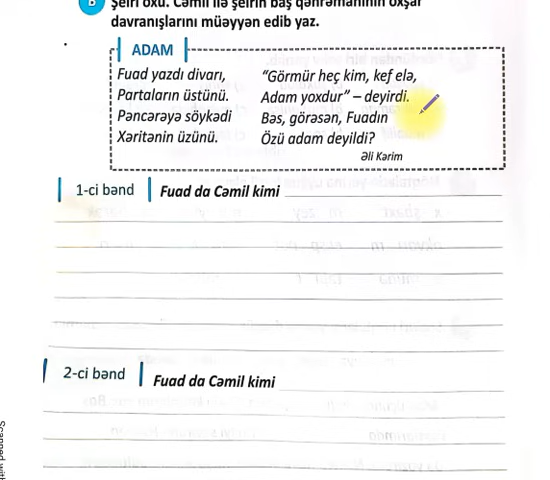 B Şeiri oxu. Cəmil ilə şeirin baş qəhrəmanının oxşar
davranışlarını müəyyən edib yaz.
ADAM
Fuad yazdı divarı,
Partaların üstünü.
Pəncərəyə söykədi
Xəritənin üzünü.
"Görmür heç kim, kef elə,
Adam yoxdur" – deyirdi.
Bəs, görəsən, Fuadın
Özü adam deyildi?
Əli Kərim
1-ci bənd
Fuad da Cəmil kimi
2-ci bənd
Fuad da Cəmil kimi
Scanned with